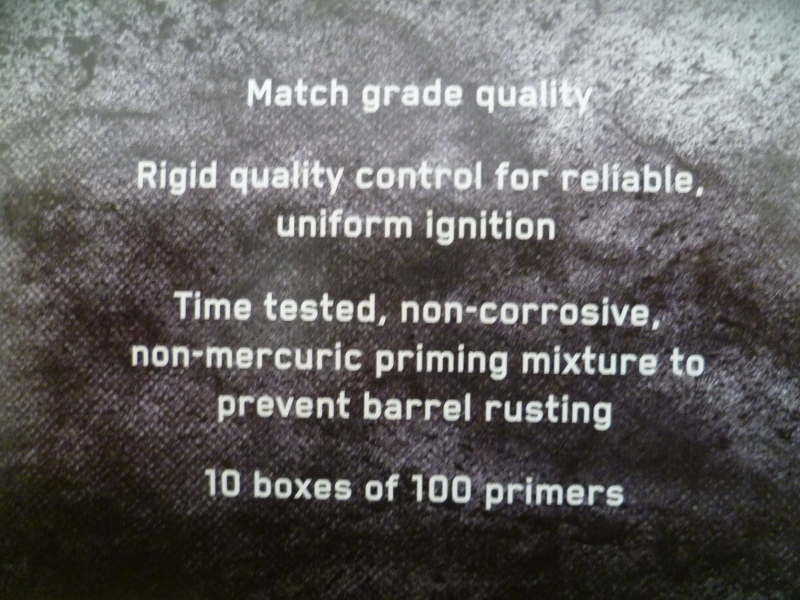 Match grade quality
Rigid quality control for reliable,
uniform ignition
Time tested, non-corrosive,
non-mercuric priming mixture to
prevent barrel rusting
10 boxes of 100 primers